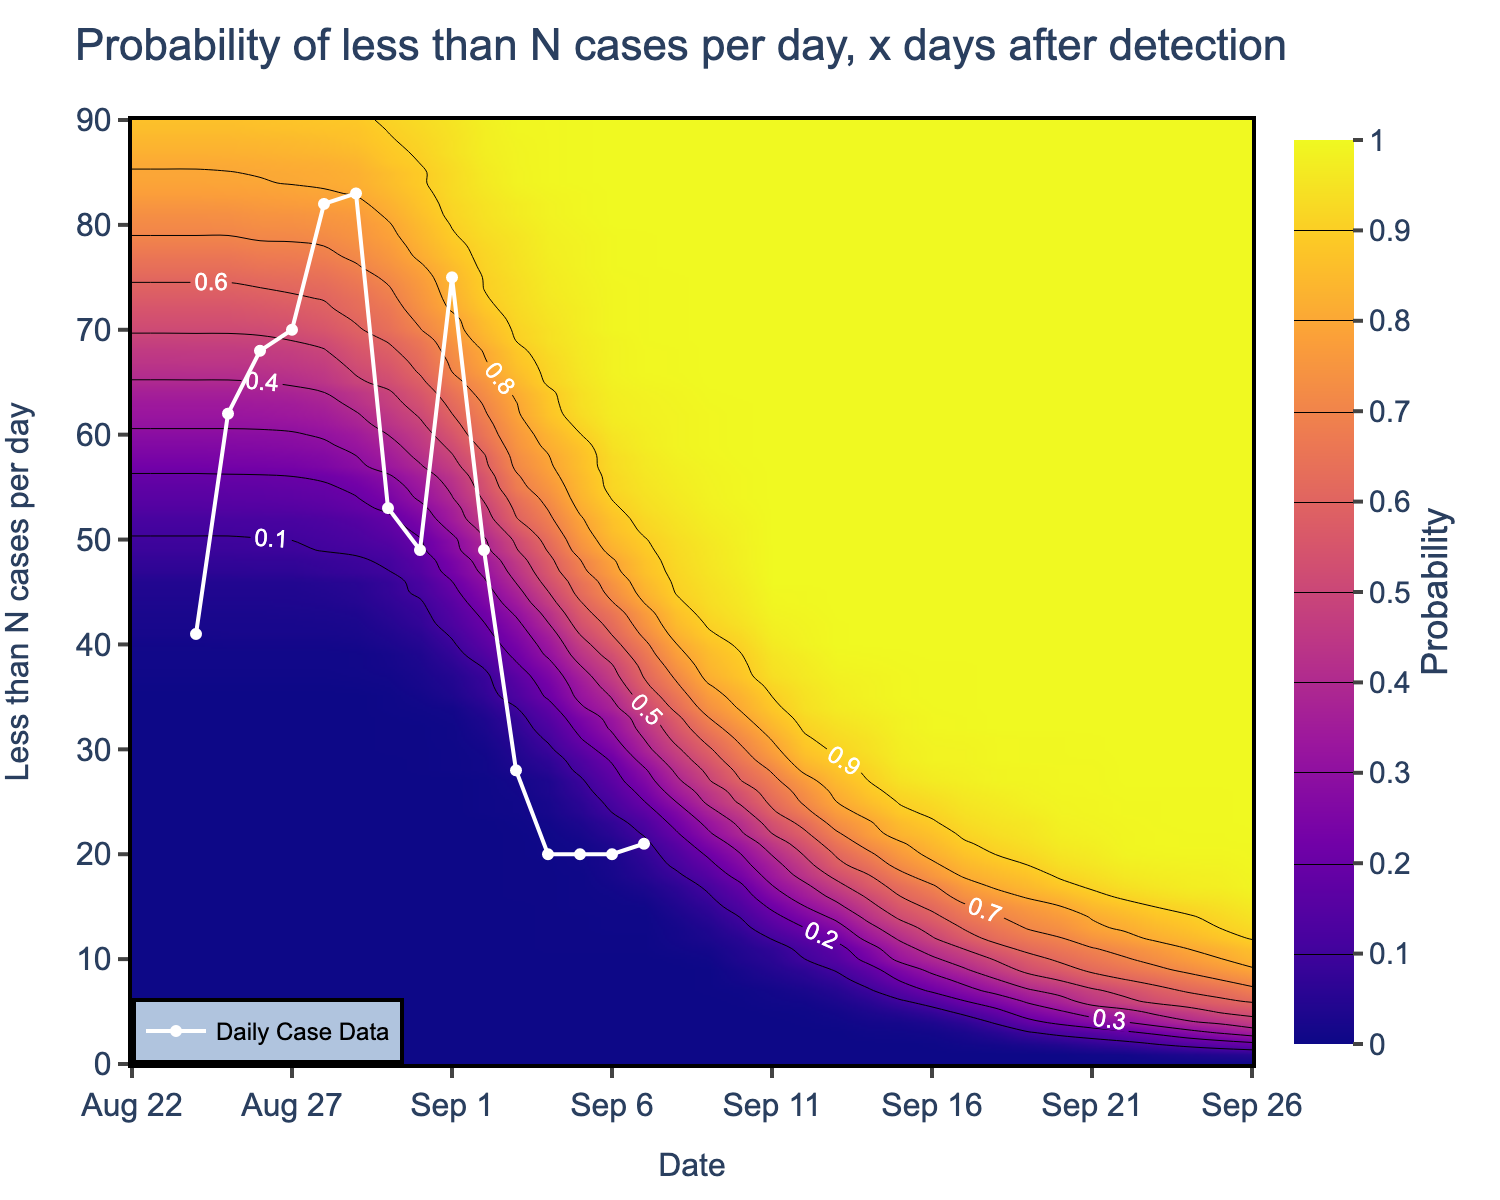 Probability of less than N cases per day, x days after detection
90
80
70
60
50
40
30
20
10
0
Less than N cases per day
0.6
0.4
0.1
0.8
0.5
0.9
0.7
0.2
0.3
Daily Case Data
Aug 22
Aug 27
Sep 1
Sep 6
Sep 11
Sep 16
Sep 21
Sep 26
Date
1
0.9
0.8
0.7
0.6
0.5
0.4
0.3
0.2
0.1
0
Probability